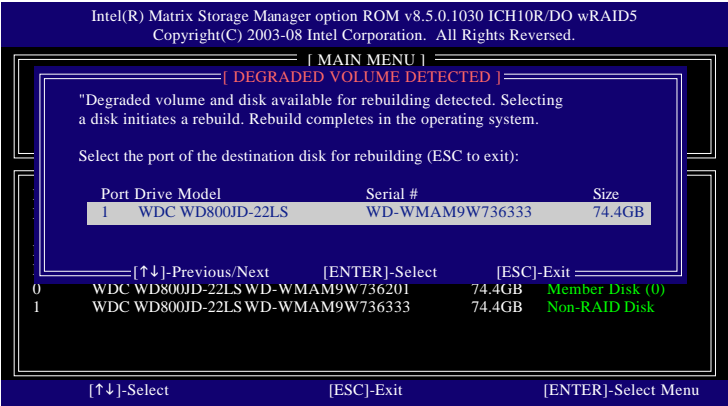 Intel(R) Matrix Storage Manager option ROM v8.5.0.1030 ICH10R/DO wRAID5
Copyright(C) 2003-08 Intel Corporation. All Rights Reversed.
[ MAIN MENU ]
[ DEGRADED VOLUME DETECTED ]
"Degraded volume and disk available for rebuilding detected. Selecting
a disk initiates a rebuild. Rebuild completes in the operating system.
Select the port of the destination disk for rebuilding (ESC to exit):
Port Drive Model Serial # Size
1 WDC WD800JD-22LS WD-WMAM9W736333 74.4GB
[↑↓]-Previous/Next [ENTER]-Select [ESC]-Exit
0 WDC WD800JD-22LS WD-WMAM9W736201 74.4GB Member Disk (0)
1 WDC WD800JD-22LS WD-WMAM9W736333 74.4GB Non-RAID Disk
[↑↓]-Select [ESC]-Exit [ENTER]-Select Menu